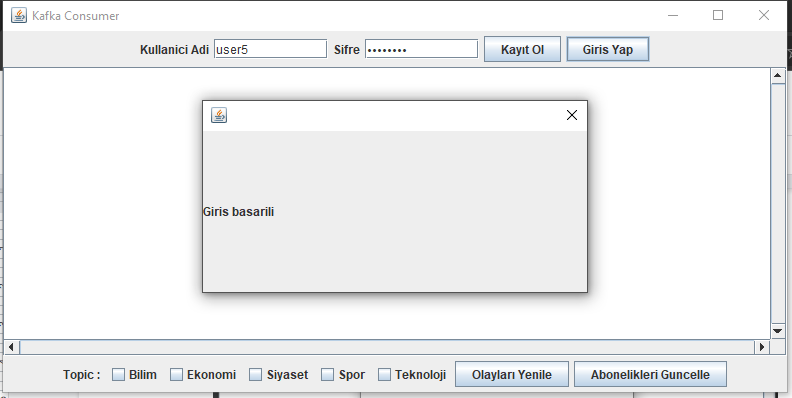 Kafka Consumer
Kullanici Adi user5 Sifre •••••••• Kayıt Ol Giris Yap
Giris basarili
Topic : Bilim Ekonomi Siyaset Spor Teknoloji Olayları Yenile Abonelikleri Guncelle